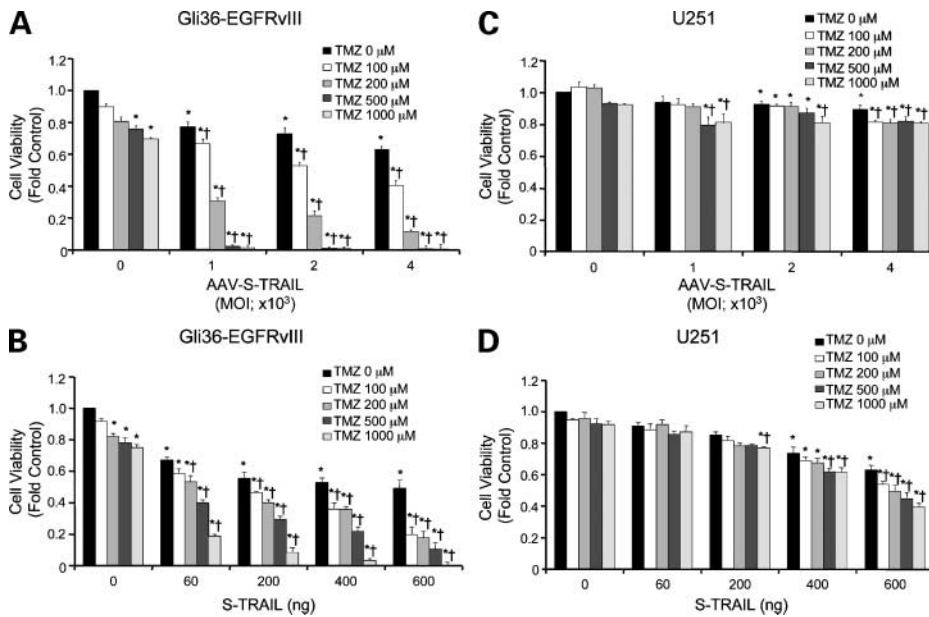 A
Gli36-EGFRvIII
TMZ 0 µM
TMZ 100 µM
TMZ 200 µM
TMZ 500 µM
TMZ 1000 µM
Cell Viability
(Fold Control)
1.2
1.0
0.8
0.6
0.4
0.2
0
* * * *† *† *† *† * *† *† *† *† * *† *† *† *†
0 1 2 4
AAV-S-TRAIL
(MOI; x10³)
C
U251
TMZ 0 µM
TMZ 100 µM
TMZ 200 µM
TMZ 500 µM
TMZ 1000 µM
Cell Viability
(Fold Control)
1.2
1.0
0.8
0.6
0.4
0.2
0
*† *† * * * *† * *† *† *† *†
0 1 2 4
AAV-S-TRAIL
(MOI; x10³)
B
Gli36-EGFRvIII
TMZ 0 µM
TMZ 100 µM
TMZ 200 µM
TMZ 500 µM
TMZ 1000 µM
Cell Viability
(Fold Control)
1.2
1.0
0.8
0.6
0.4
0.2
0
* * * * * *† *† *† * *† *† *† *† * *† *† *† *† * *† *† *† *†
0 60 200 400 600
S-TRAIL (ng)
D
U251
TMZ 0 µM
TMZ 100 µM
TMZ 200 µM
TMZ 500 µM
TMZ 1000 µM
Cell Viability
(Fold Control)
1.2
1.0
0.8
0.6
0.4
0.2
0.0
*† * *† *† *† *† * *† *† *† *†
0 60 200 400 600
S-TRAIL (ng)